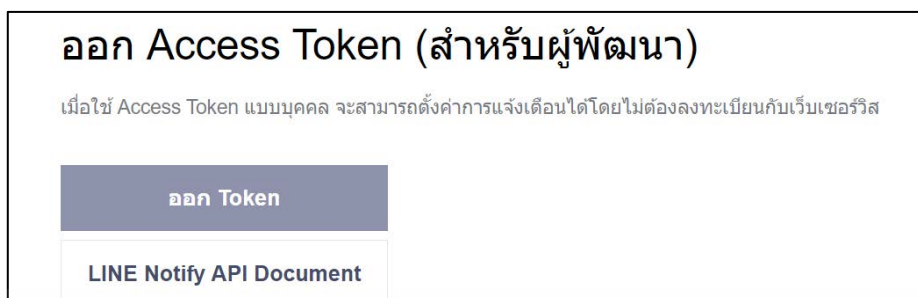 ออก Access Token (สำหรับผู้พัฒนา)
เมื่อใช้ Access Token แบบบุคคล จะสามารถตั้งค่าการแจ้งเตือนได้โดยไม่ต้องลงทะเบียนกับเว็บเซอร์วิส
ออก Token
LINE Notify API Document